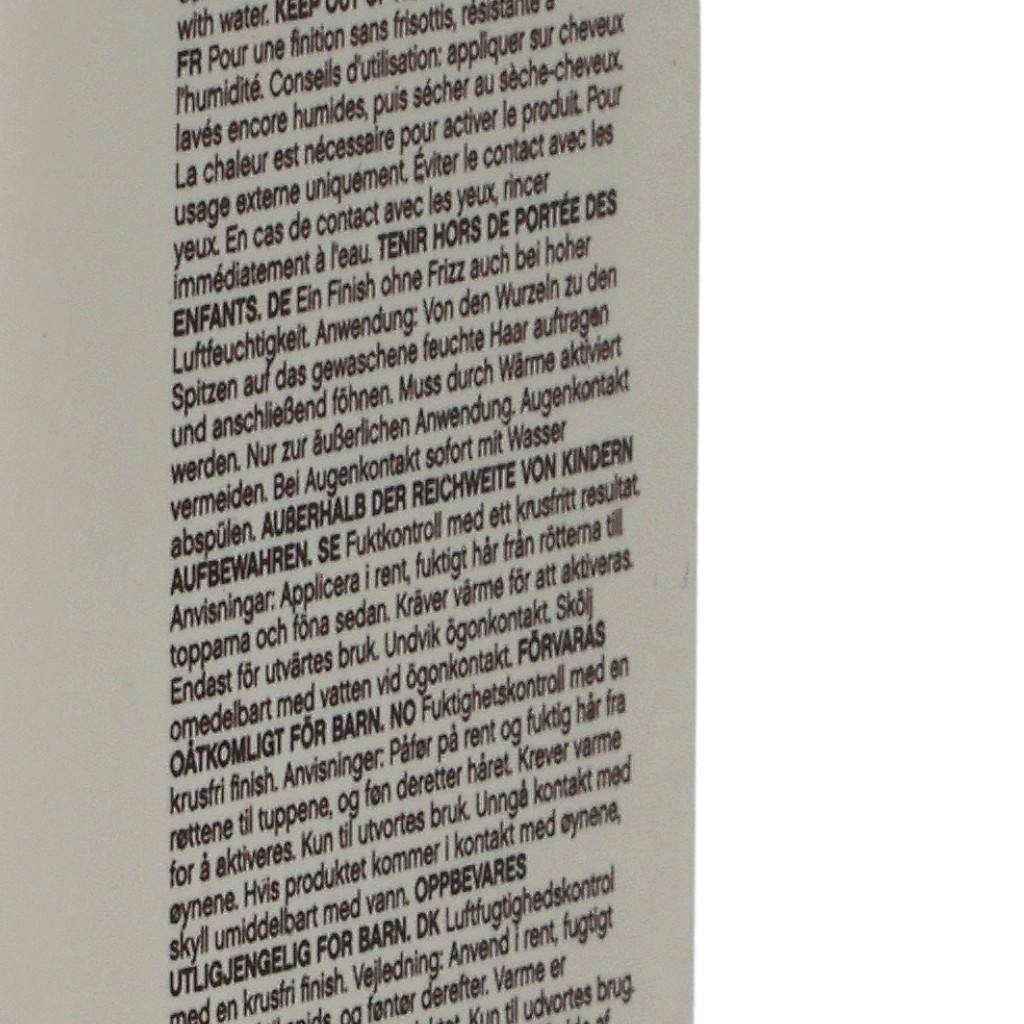 with water. KEEP OUT OF
FR Pour une finition sans frisottis, résistante à
l'humidité. Conseils d'utilisation: appliquer sur cheveux
lavés encore humides, puis sécher au sèche-cheveux.
La chaleur est nécessaire pour activer le produit. Pour
usage externe uniquement. Éviter le contact avec les
yeux. En cas de contact avec les yeux, rincer
immédiatement à l'eau. TENIR HORS DE PORTÉE DES
ENFANTS. DE Ein Finish ohne Frizz auch bei hoher
Luftfeuchtigkeit. Anwendung: Von den Wurzeln zu den
Spitzen auf das gewaschene feuchte Haar auftragen
und anschließend föhnen. Muss durch Wärme aktiviert
werden. Nur zur äußerlichen Anwendung. Augenkontakt
vermeiden. Bei Augenkontakt sofort mit Wasser
abspülen. AUßERHALB DER REICHWEITE VON KINDERN
AUFBEWAHREN. SE Fuktkontroll med ett krusfritt resultat.
Anvisningar: Applicera i rent, fuktigt hår från rötterna till
topparna och föna sedan. Kräver värme för att aktiveras.
Endast för utvärtes bruk. Undvik ögonkontakt. Skölj
omedelbart med vatten vid ögonkontakt. FÖRVARAS
OÅTKOMLIGT FÖR BARN. NO Fuktighetskontroll med en
krusfri finish. Anvisninger: Påfør på rent og fuktig hår fra
røttene til tuppene, og føn deretter håret. Krever varme
for å aktiveres. Kun til utvortes bruk. Unngå kontakt med
øynene. Hvis produktet kommer i kontakt med øynene,
skyll umiddelbart med vann. OPPBEVARES
UTLIGJENGELIG FOR BARN. DK Luftfugtighedskontrol
med en krusfri finish. Vejledning: Anvend i rent, fugtigt
og føntør derefter. Varme er
Kun til udvortes brug.